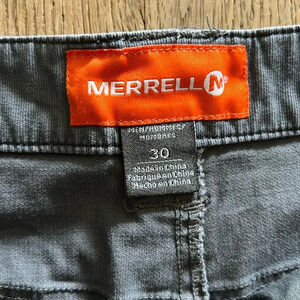 MERRELL
MEN/HOMMES/
HOMBRES
30
Made in China
Fabriqué en Chine
Hecho en China